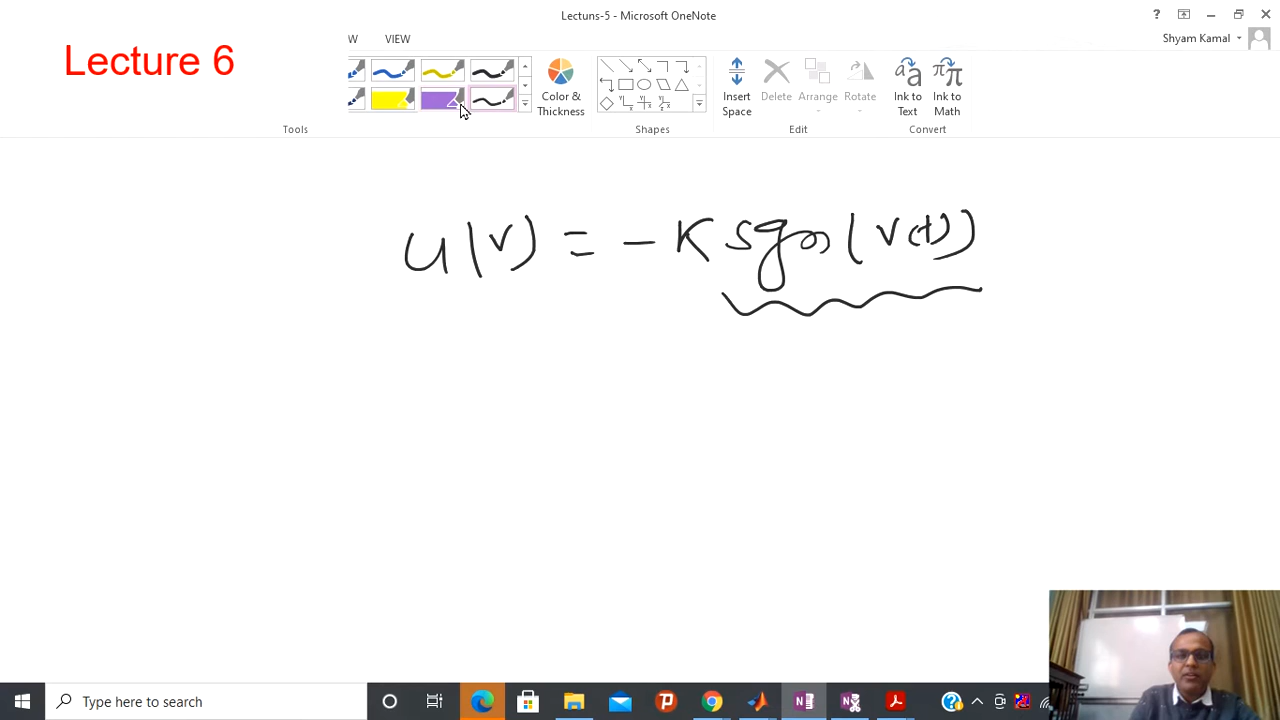 Lectuns-5 - Microsoft OneNote
?
Lecture 6
W VIEW
Shyam Kamal
Color & Thickness
Insert Space
Delete
Arrange
Rotate
Ink to Text
Ink to Math
Tools
Shapes
Edit
Convert
u(v) = - K sgn(v(t))
Type here to search